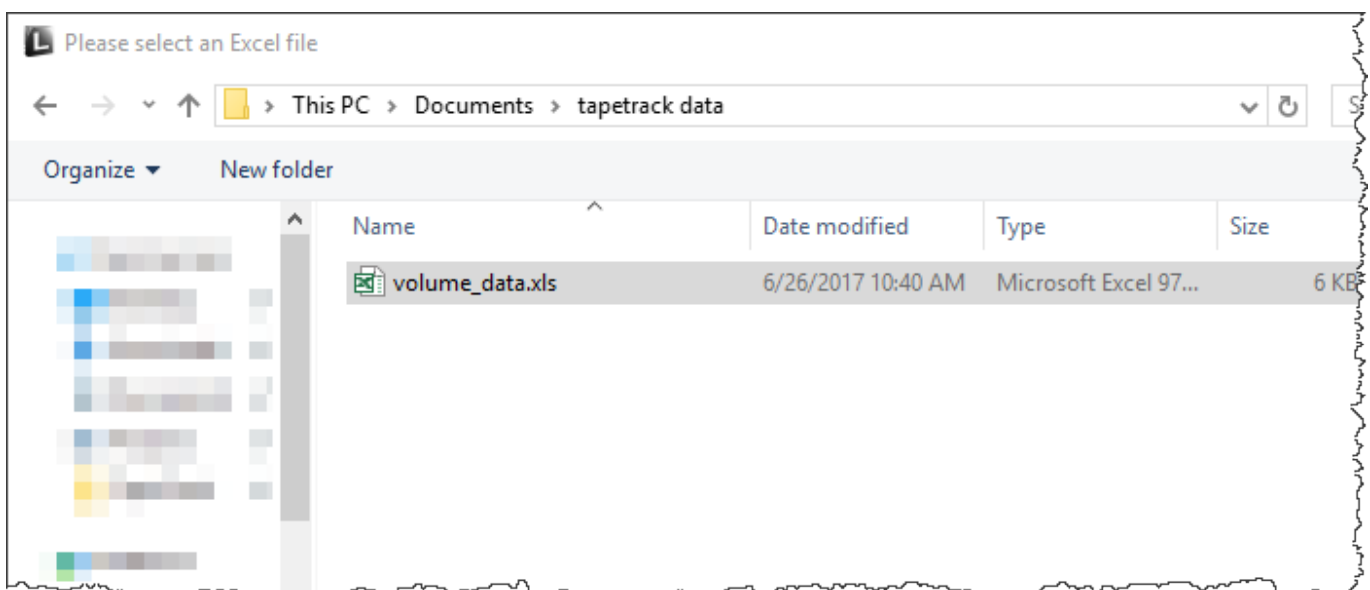 L Please select an Excel file
This PC > Documents > tapetrack data
Organize New folder
Name Date modified Type Size
volume_data.xls 6/26/2017 10:40 AM Microsoft Excel 97... 6 KB